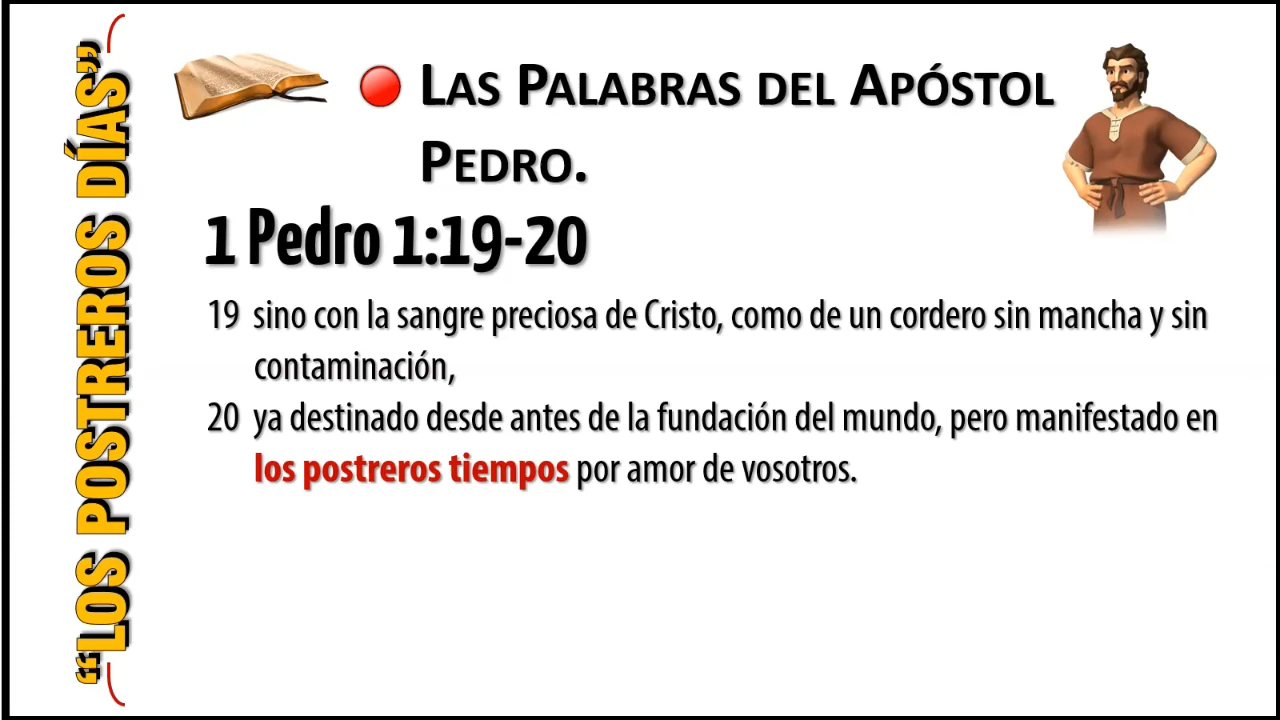 “LOS POSTREROS DÍAS”
LAS PALABRAS DEL APÓSTOL
PEDRO.
1 Pedro 1:19-20
19 sino con la sangre preciosa de Cristo, como de un cordero sin mancha y sin
contaminación,
20 ya destinado desde antes de la fundación del mundo, pero manifestado en
los postreros tiempos por amor de vosotros.